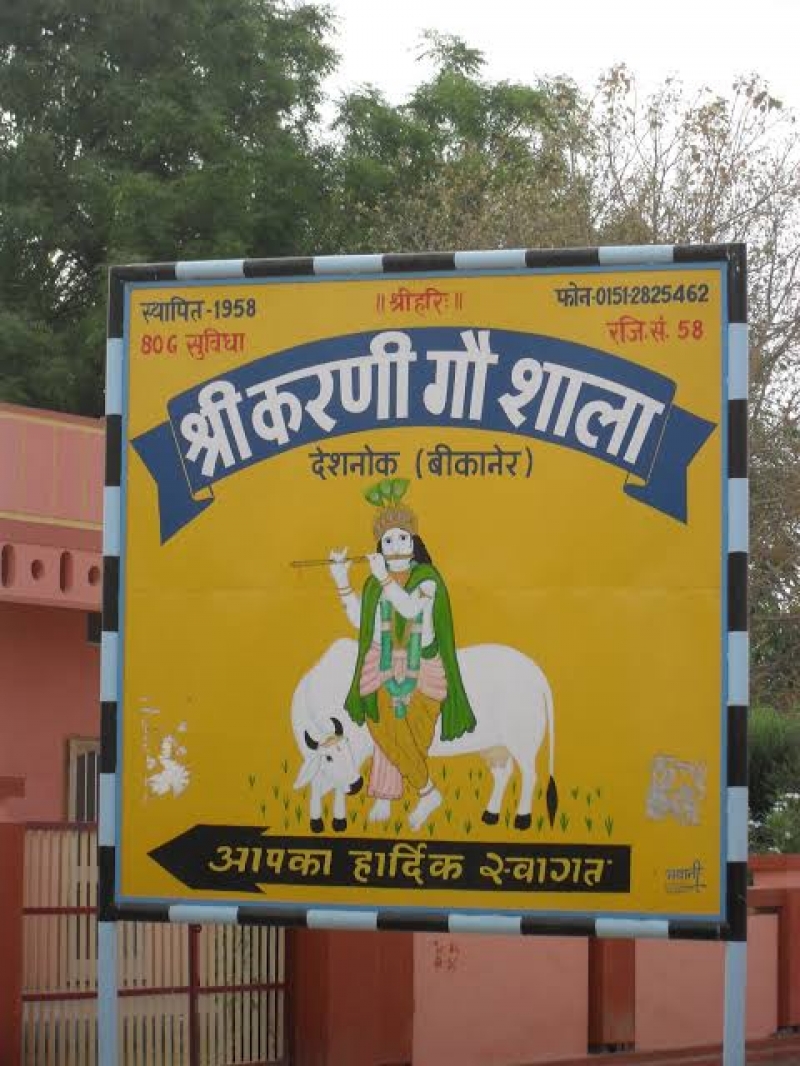 ॥ श्रीहरिः ॥
स्थापित-1958
फोन-0151-2825462
80G सुविधा
रजि. सं. 58
श्री करणी गौ शाला
देशनोक (बीकानेर)
आपका हार्दिक स्वागत